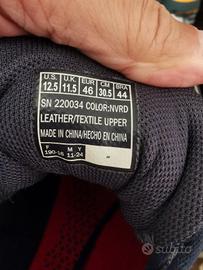 U.S. U.K. EUR CM BRA
12.5 11.5 46 30.5 44
SN 220034 COLOR:NVRD
LEATHER/TEXTILE UPPER
MADE IN CHINA/HECHO EN CHINA
F M Y
190-16 11-24
subito